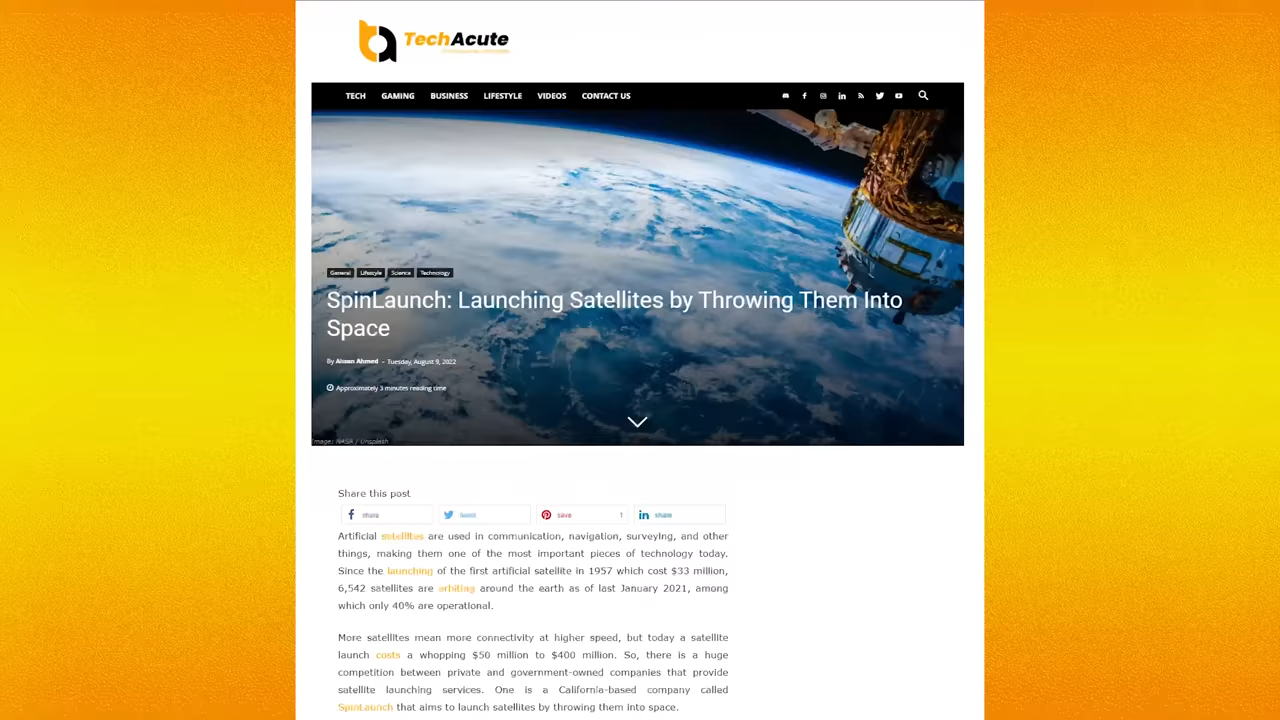 TechAcute
TECH GAMING BUSINESS LIFESTYLE VIDEOS CONTACT US
General Lifestyle Science Technology
SpinLaunch: Launching Satellites by Throwing Them Into
Space
By Ahsan Ahmed - Tuesday, August 9, 2022
Approximately 3 minutes reading time
Image: NASA / Unsplash
Share this post
share tweet save 1 share
Artificial satellites are used in communication, navigation, surveying, and other
things, making them one of the most important pieces of technology today.
Since the launching of the first artificial satellite in 1957 which cost $33 million,
6,542 satellites are orbiting around the earth as of last January 2021, among
which only 40% are operational.
More satellites mean more connectivity at higher speed, but today a satellite
launch costs a whopping $50 million to $400 million. So, there is a huge
competition between private and government-owned companies that provide
satellite launching services. One is a California-based company called
SpinLaunch that aims to launch satellites by throwing them into space.